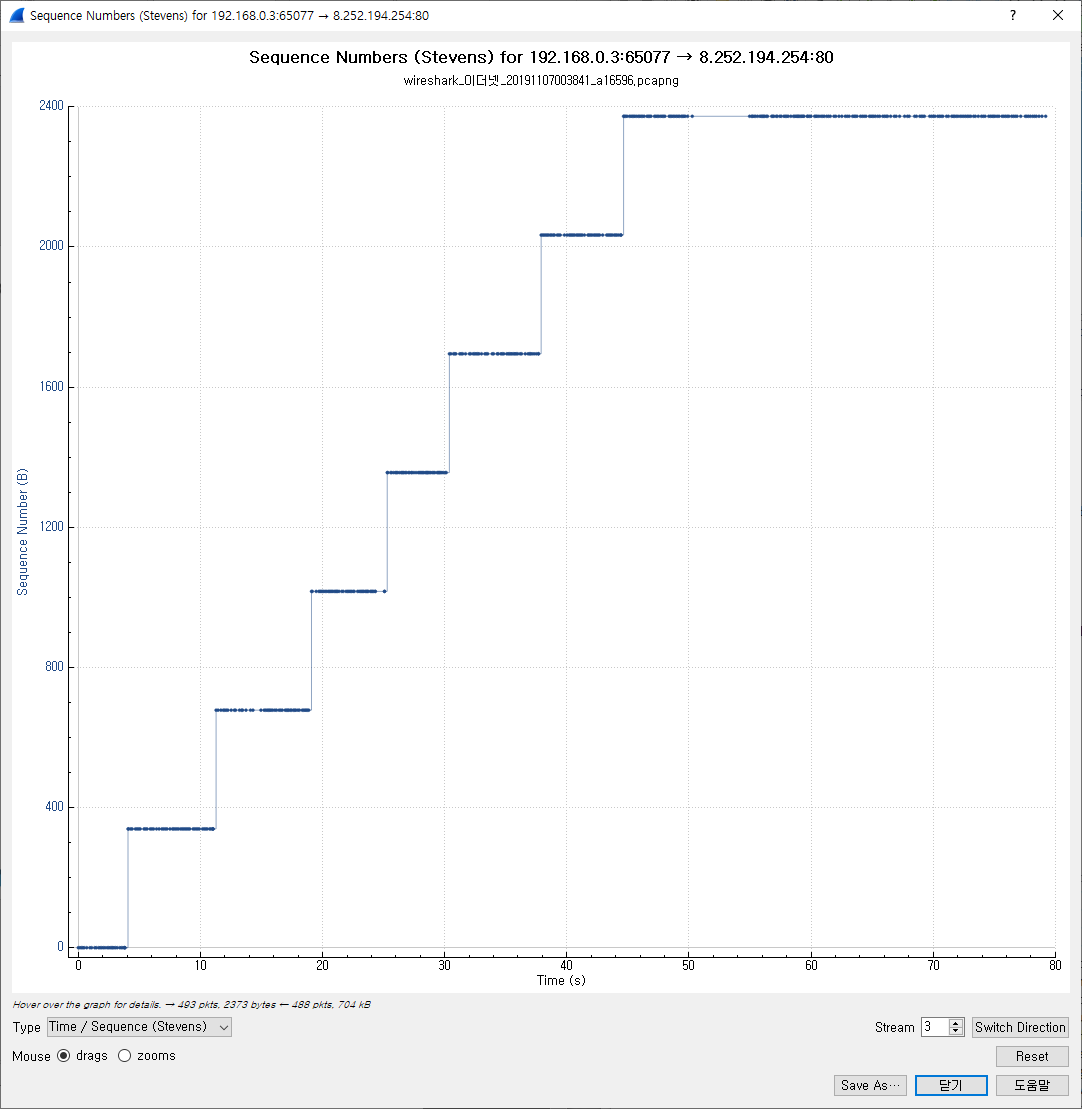 Sequence Numbers (Stevens) for 192.168.0.3:65077 → 8.252.194.254:80
?
Sequence Numbers (Stevens) for 192.168.0.3:65077 → 8.252.194.254:80
wireshark_이더넷_20191107003841_a16596.pcapng
2400
2000
1600
1200
800
400
0
Sequence Number (B)
0 10 20 30 40 50 60 70 80
Time (s)
Hover over the graph for details. → 493 pkts, 2373 bytes ← 488 pkts, 704 kB
Type Time / Sequence (Stevens) Stream 3 Switch Direction
Mouse drags zooms Reset
Save As… 닫기 도움말